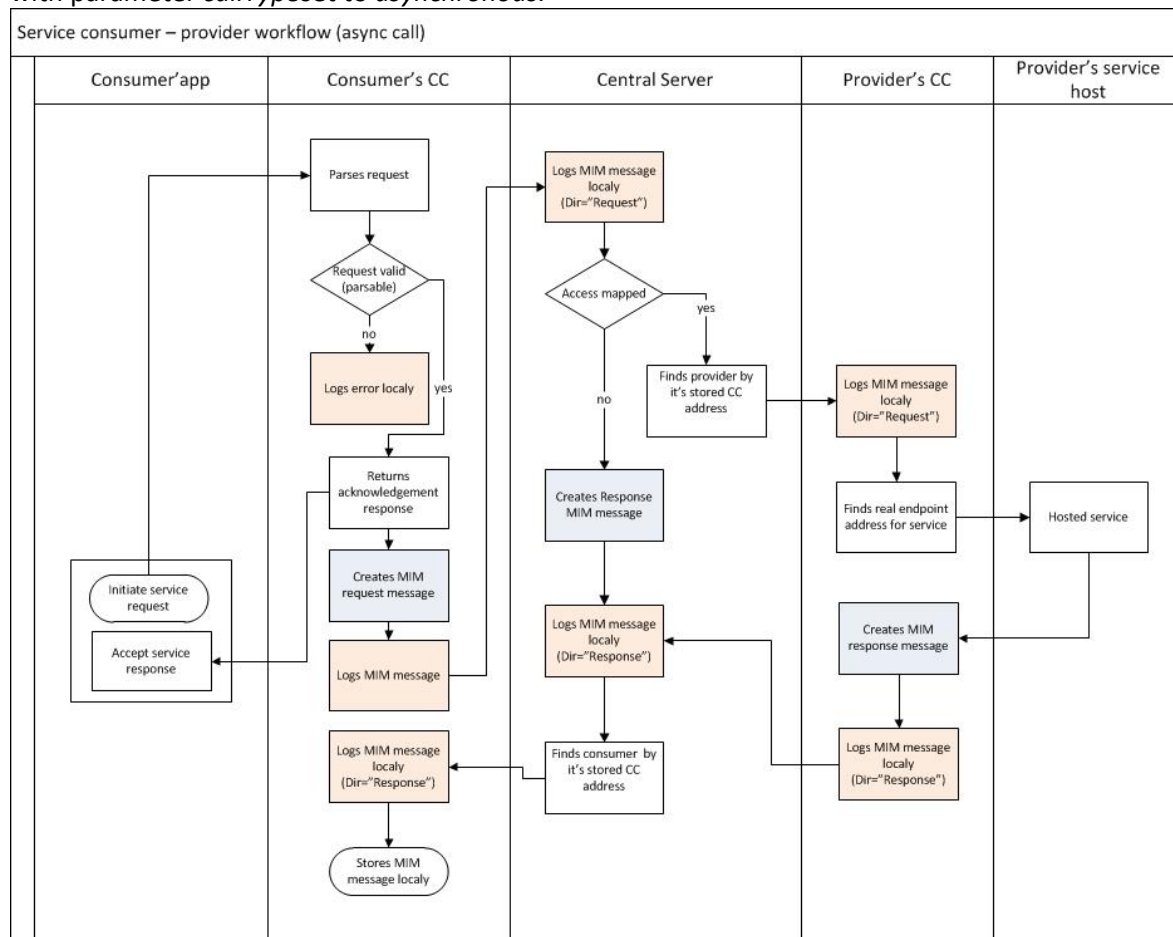 with parameter callTypeset to asynchronous.
Service consumer – provider workflow (async call)
Consumer'app
Consumer's CC
Central Server
Provider's CC
Provider's service
host
Parses request
Request valid
(parsable)
no
yes
Logs error localy
Returns
acknowledgement
response
Creates MIM
request message
Logs MIM message
Initiate service
request
Accept service
response
Logs MIM message
localy
(Dir="Response")
Stores MIM
message localy
Logs MIM message
localy
(Dir="Request")
Access mapped
yes
no
Finds provider by
it's stored CC
address
Creates Response
MIM message
Logs MIM message
localy
(Dir="Response")
Finds consumer by
it's stored CC
address
Logs MIM message
localy
(Dir="Request")
Finds real endpoint
address for service
Hosted service
Creates MIM
response message
Logs MIM message
localy
(Dir="Response")